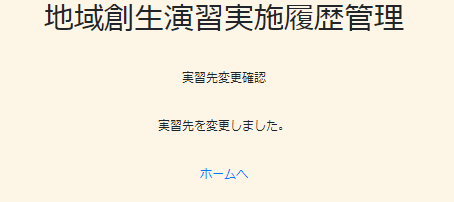 地域創生演習実施履歴管理
実習先変更確認
実習先を変更しました。
ホームへ